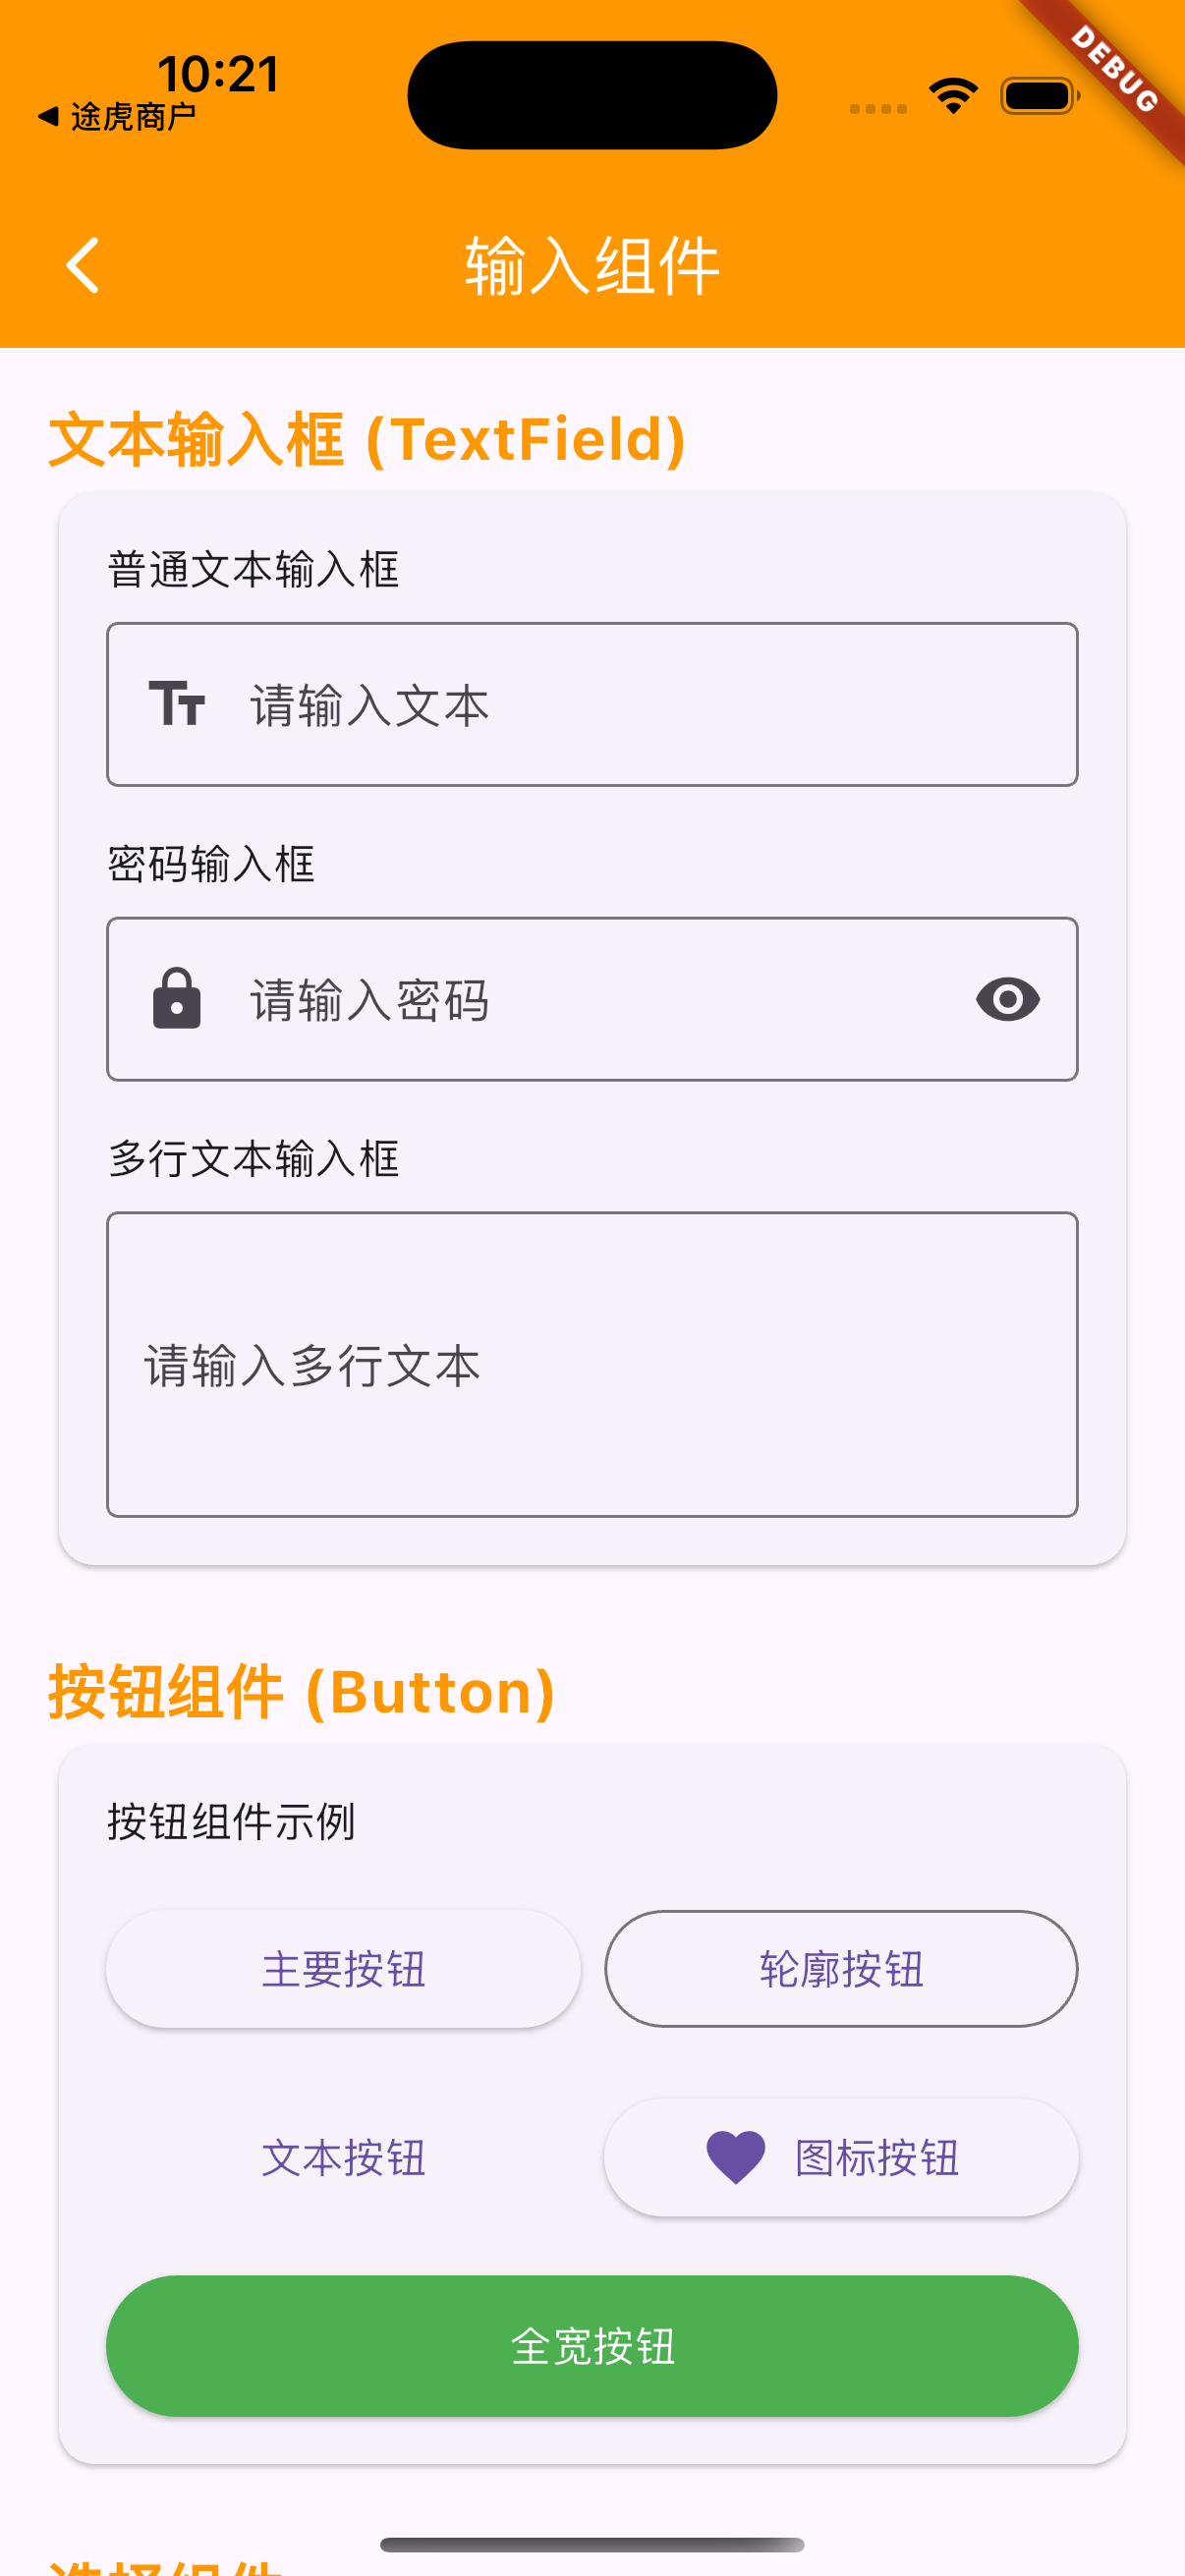 10:21
途虎商户
DEBUG
输入组件
文本输入框 (TextField)
普通文本输入框
请输入文本
密码输入框
请输入密码
多行文本输入框
请输入多行文本
按钮组件 (Button)
按钮组件示例
主要按钮 轮廓按钮
文本按钮 图标按钮
全宽按钮
选择组件